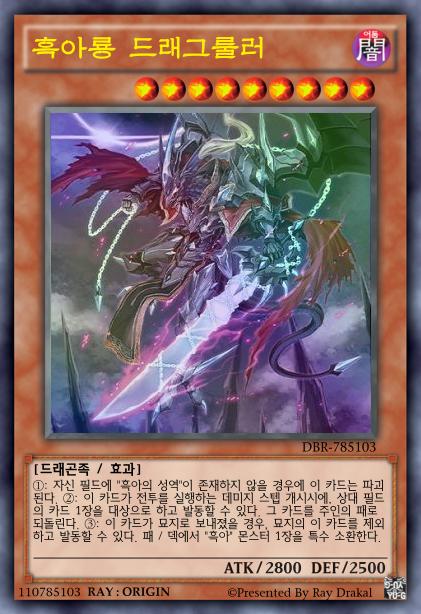 흑아룡 드래그룰러
어둠
闇
DBR-785103
[드래곤족 / 효과]
①: 자신 필드에 "흑아의 성역"이 존재하지 않을 경우에 이 카드는 파괴
된다. ②: 이 카드가 전투를 실행하는 데미지 스텝 개시시에, 상대 필드
의 카드 1장을 대상으로 하고 발동할 수 있다. 그 카드를 주인의 패로
되돌린다. ③: 이 카드가 묘지로 보내졌을 경우, 묘지의 이 카드를 제외
하고 발동할 수 있다. 패 / 덱에서 "흑아" 몬스터 1장을 특수 소환한다.
ATK / 2800 DEF / 2500
110785103 RAY : ORIGIN ©Presented By Ray Drakal